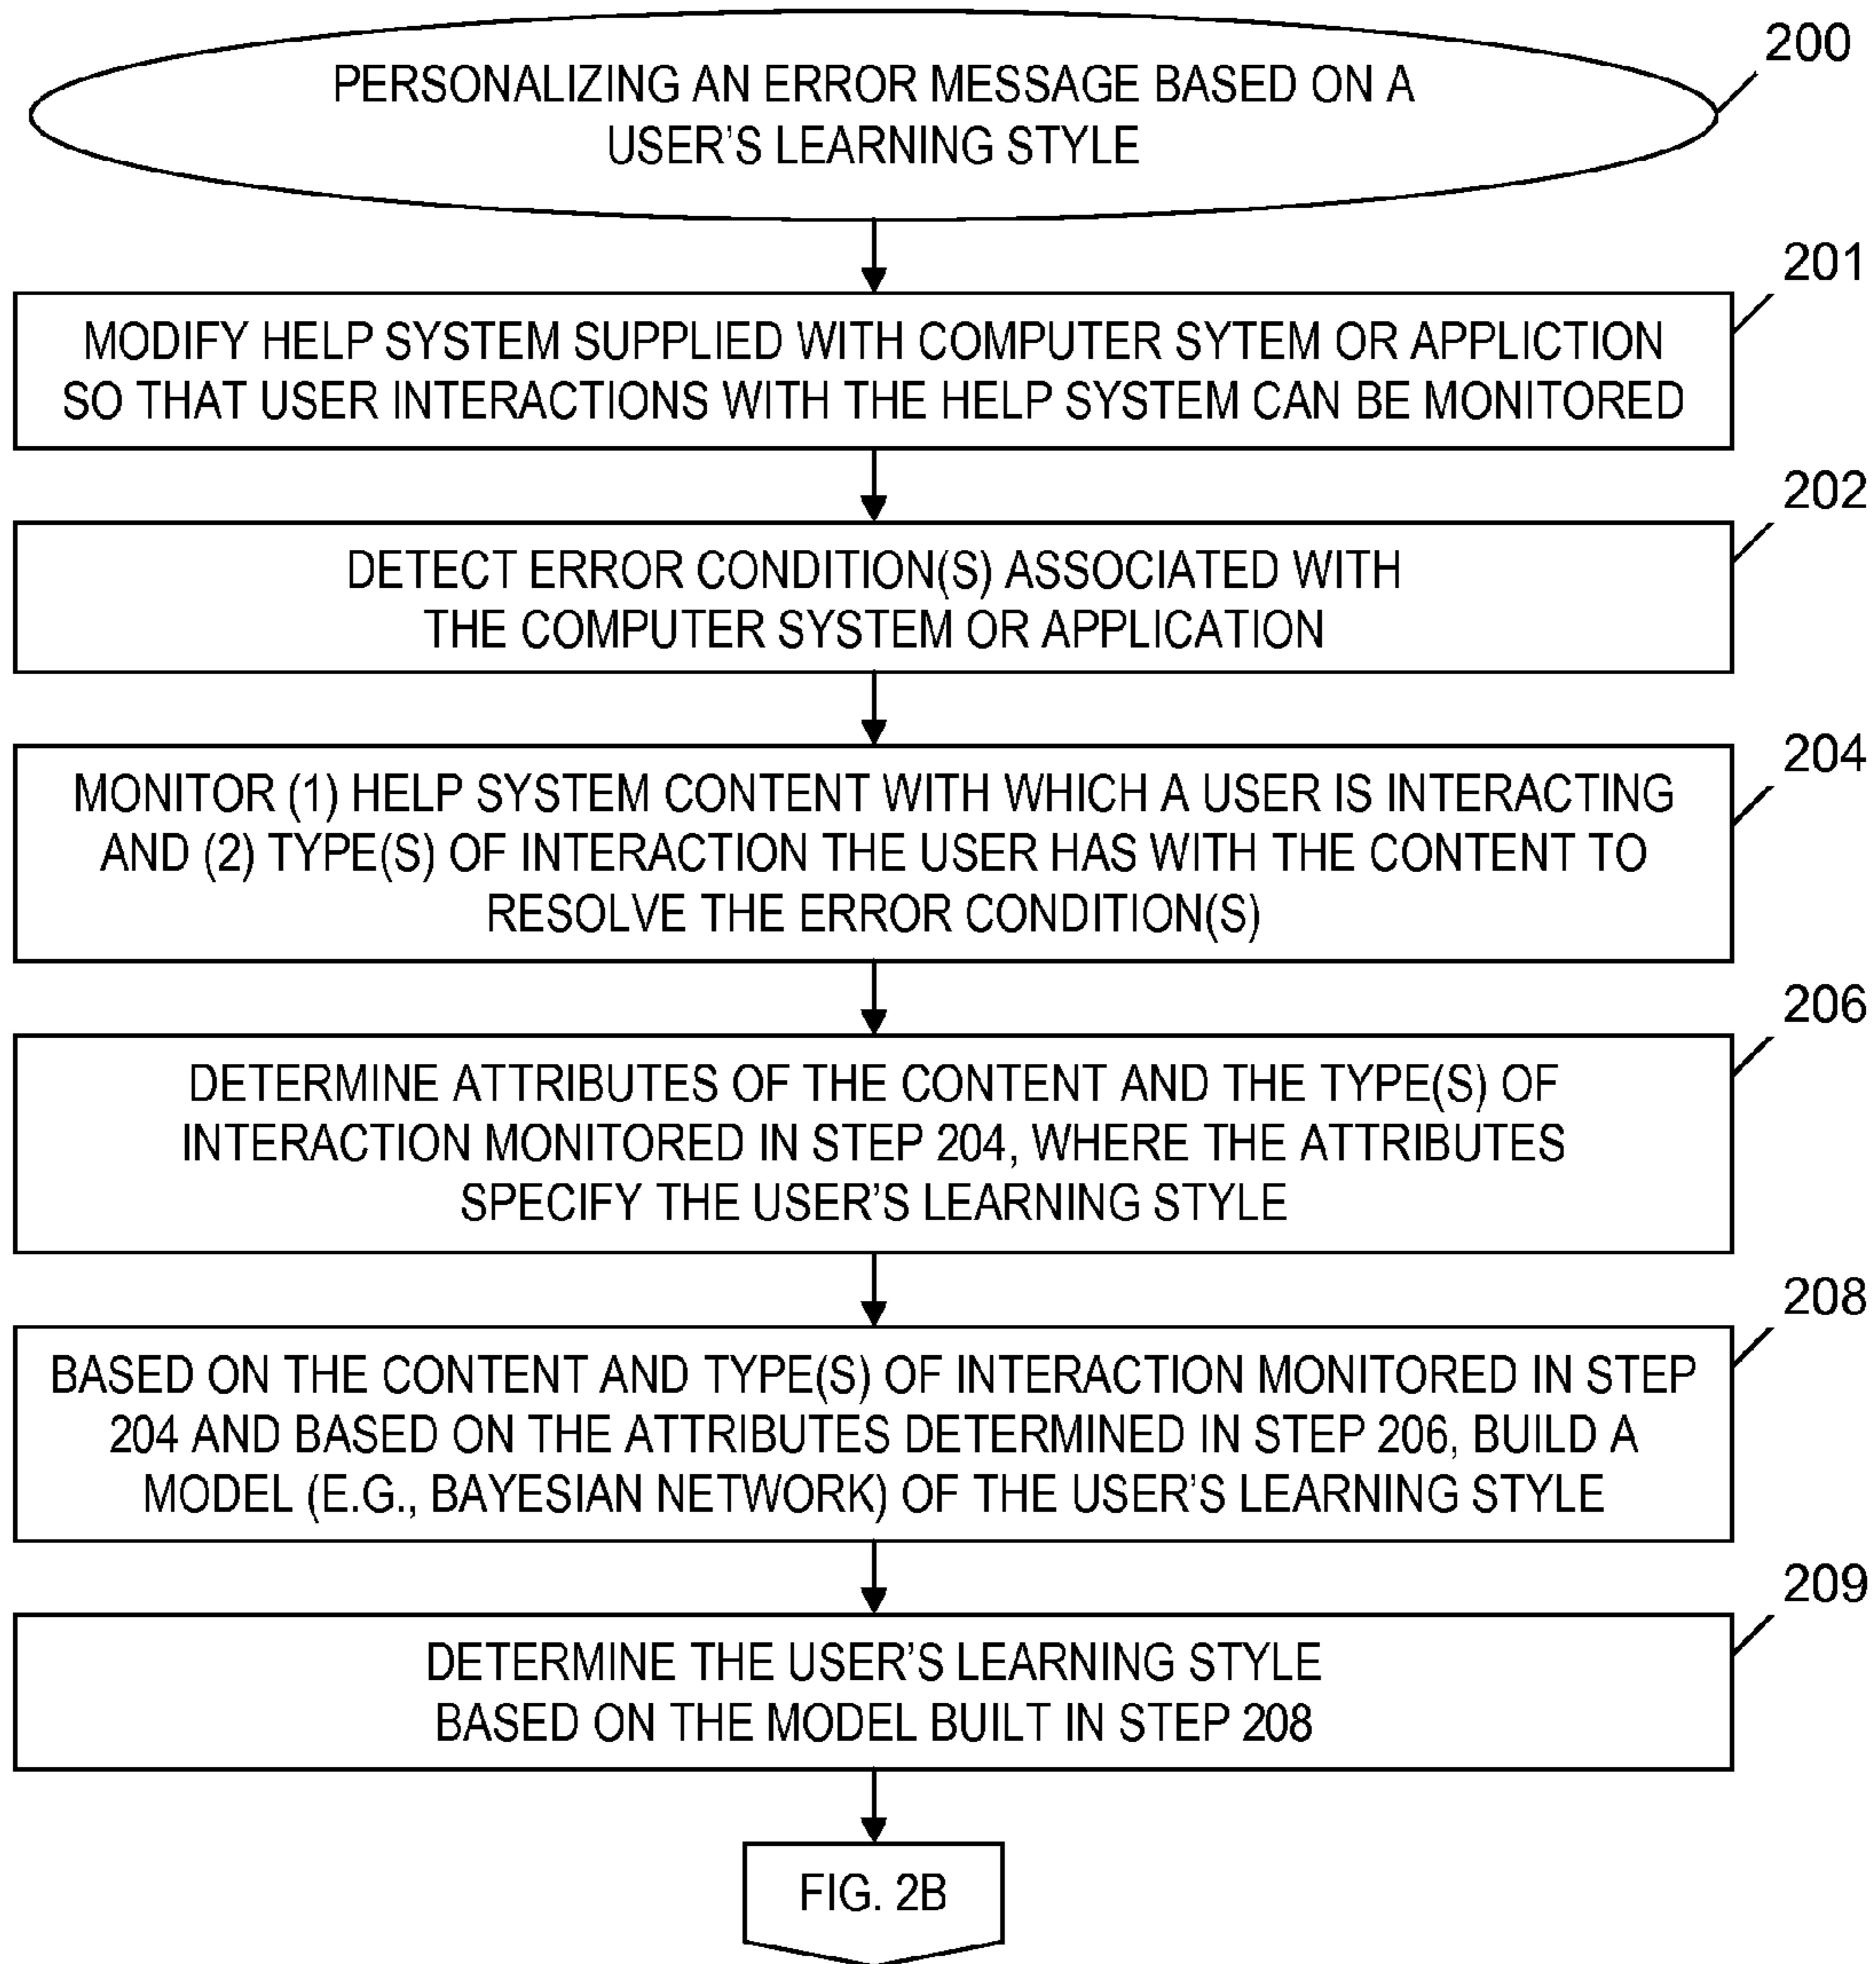 PERSONALIZING AN ERROR MESSAGE BASED ON A
USER'S LEARNING STYLE
200
201
MODIFY HELP SYSTEM SUPPLIED WITH COMPUTER SYTEM OR APPLICTION
SO THAT USER INTERACTIONS WITH THE HELP SYSTEM CAN BE MONITORED
202
DETECT ERROR CONDITION(S) ASSOCIATED WITH
THE COMPUTER SYSTEM OR APPLICATION
204
MONITOR (1) HELP SYSTEM CONTENT WITH WHICH A USER IS INTERACTING
AND (2) TYPE(S) OF INTERACTION THE USER HAS WITH THE CONTENT TO
RESOLVE THE ERROR CONDITION(S)
206
DETERMINE ATTRIBUTES OF THE CONTENT AND THE TYPE(S) OF
INTERACTION MONITORED IN STEP 204, WHERE THE ATTRIBUTES
SPECIFY THE USER'S LEARNING STYLE
208
BASED ON THE CONTENT AND TYPE(S) OF INTERACTION MONITORED IN STEP
204 AND BASED ON THE ATTRIBUTES DETERMINED IN STEP 206, BUILD A
MODEL (E.G., BAYESIAN NETWORK) OF THE USER'S LEARNING STYLE
209
DETERMINE THE USER'S LEARNING STYLE
BASED ON THE MODEL BUILT IN STEP 208
FIG. 2B